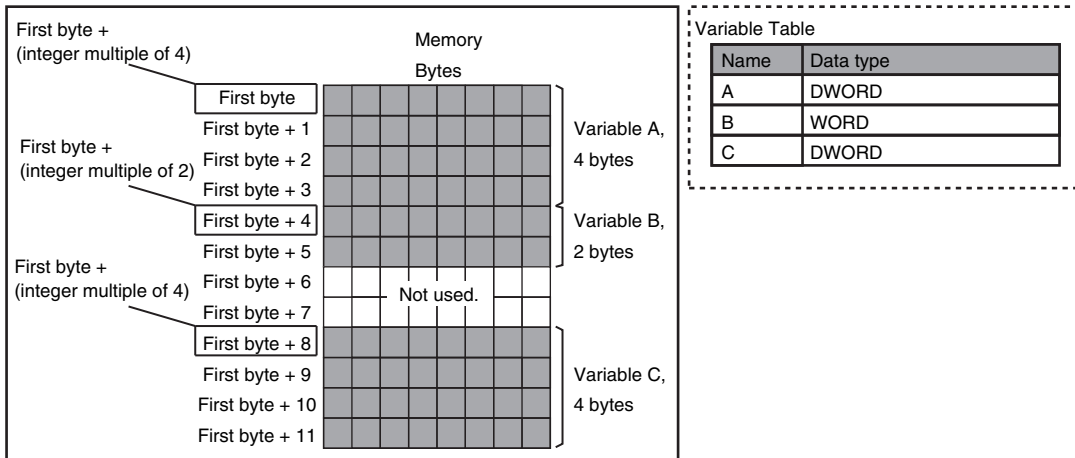 First byte +
(integer multiple of 4)
Memory
Bytes
First byte
First byte + 1
First byte + 2
First byte + 3
Variable A,
4 bytes
First byte +
(integer multiple of 2)
First byte + 4
First byte + 5
Variable B,
2 bytes
First byte +
(integer multiple of 4)
First byte + 6
First byte + 7
Not used.
First byte + 8
First byte + 9
First byte + 10
First byte + 11
Variable C,
4 bytes
Variable Table
Name Data type
A DWORD
B WORD
C DWORD